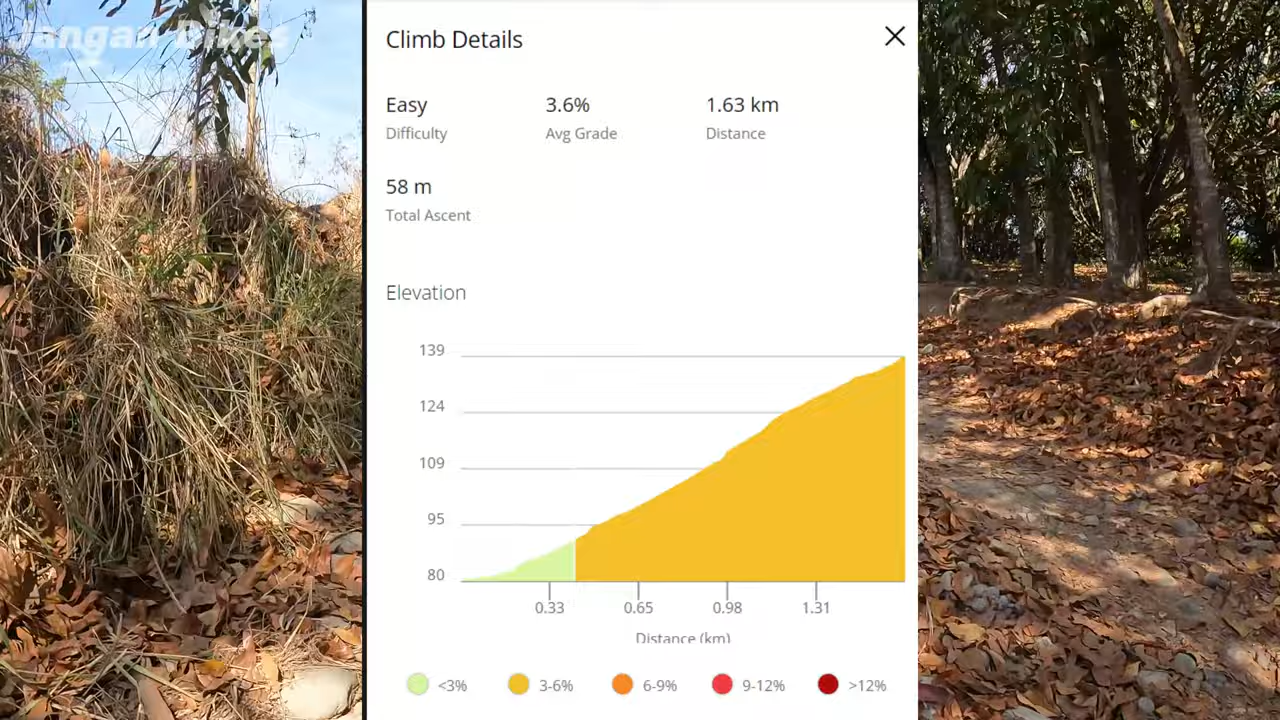 Jangan Dikes
Climb Details
Easy
Difficulty
3.6%
Avg Grade
1.63 km
Distance
58 m
Total Ascent
Elevation
139
124
109
95
80
0.33 0.65 0.98 1.31
Distance (km)
<3% 3-6% 6-9% 9-12% >12%